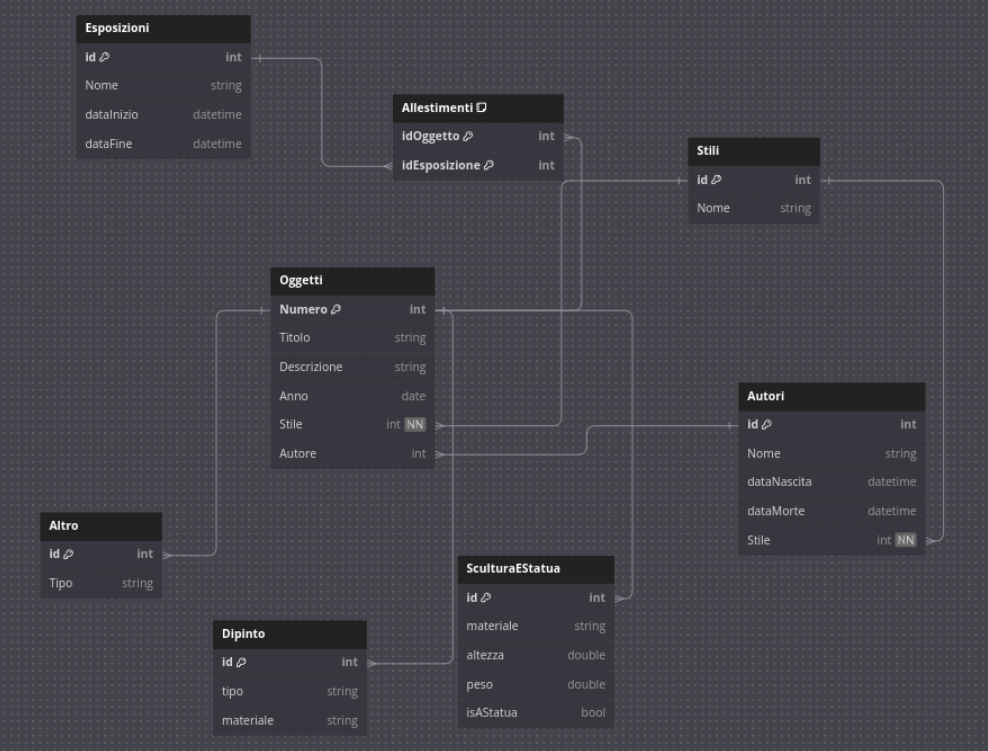 Esposizioni
id int
Nome string
dataInizio datetime
dataFine datetime
Allestimenti
idOggetto int
idEsposizione int
Stili
id int
Nome string
Oggetti
Numero int
Titolo string
Descrizione string
Anno date
Stile int NN
Autore int
Autori
id int
Nome string
dataNascita datetime
dataMorte datetime
Stile int NN
Altro
id int
Tipo string
SculturaEStatua
id int
materiale string
altezza double
peso double
isAStatua bool
Dipinto
id int
tipo string
materiale string